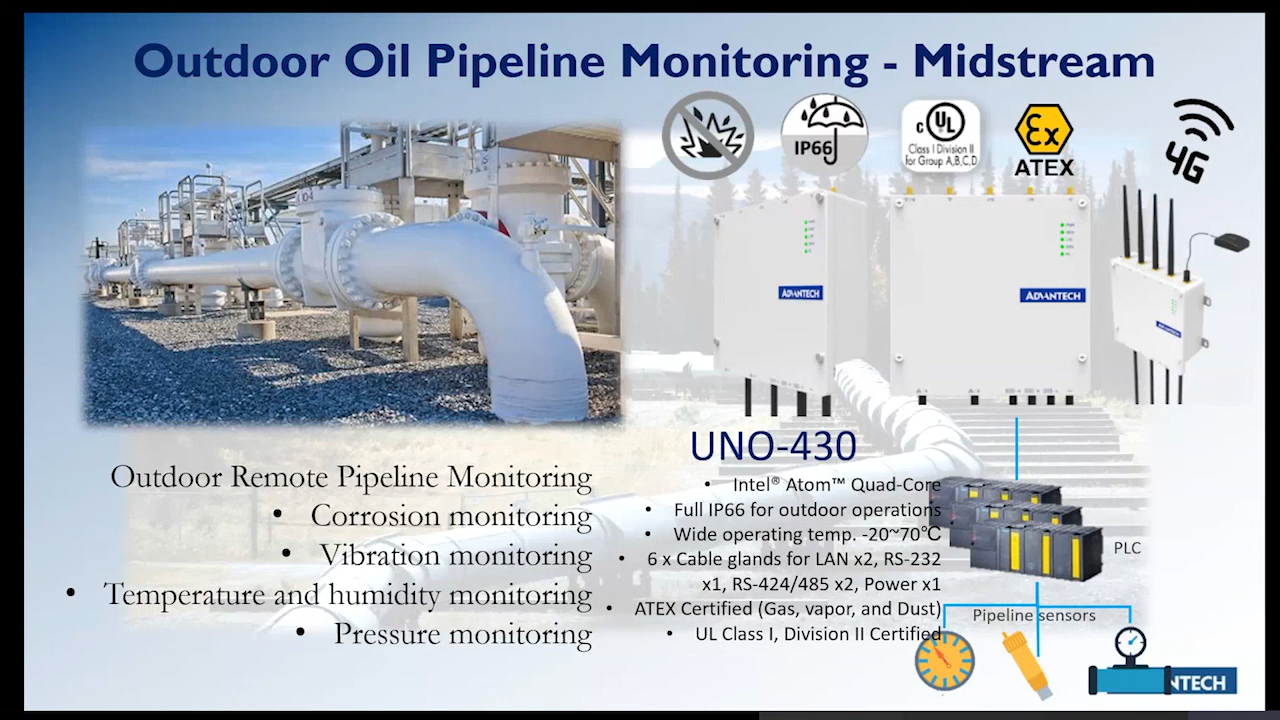 Outdoor Oil Pipeline Monitoring - Midstream
IP66
c UL
Class I Division II
for Group A,B,C,D
Ex
ATEX
4G
ADVANTECH
ADVANTECH
ADVANTECH
UNO-430
• Intel® Atom™ Quad-Core
• Full IP66 for outdoor operations
• Wide operating temp. -20~70℃
• 6 x Cable glands for LAN x2, RS-232
x1, RS-424/485 x2, Power x1
• ATEX Certified (Gas, vapor, and Dust)
• UL Class I, Division II Certified
Outdoor Remote Pipeline Monitoring
• Corrosion monitoring
• Vibration monitoring
• Temperature and humidity monitoring
• Pressure monitoring
PLC
Pipeline sensors
NTECH